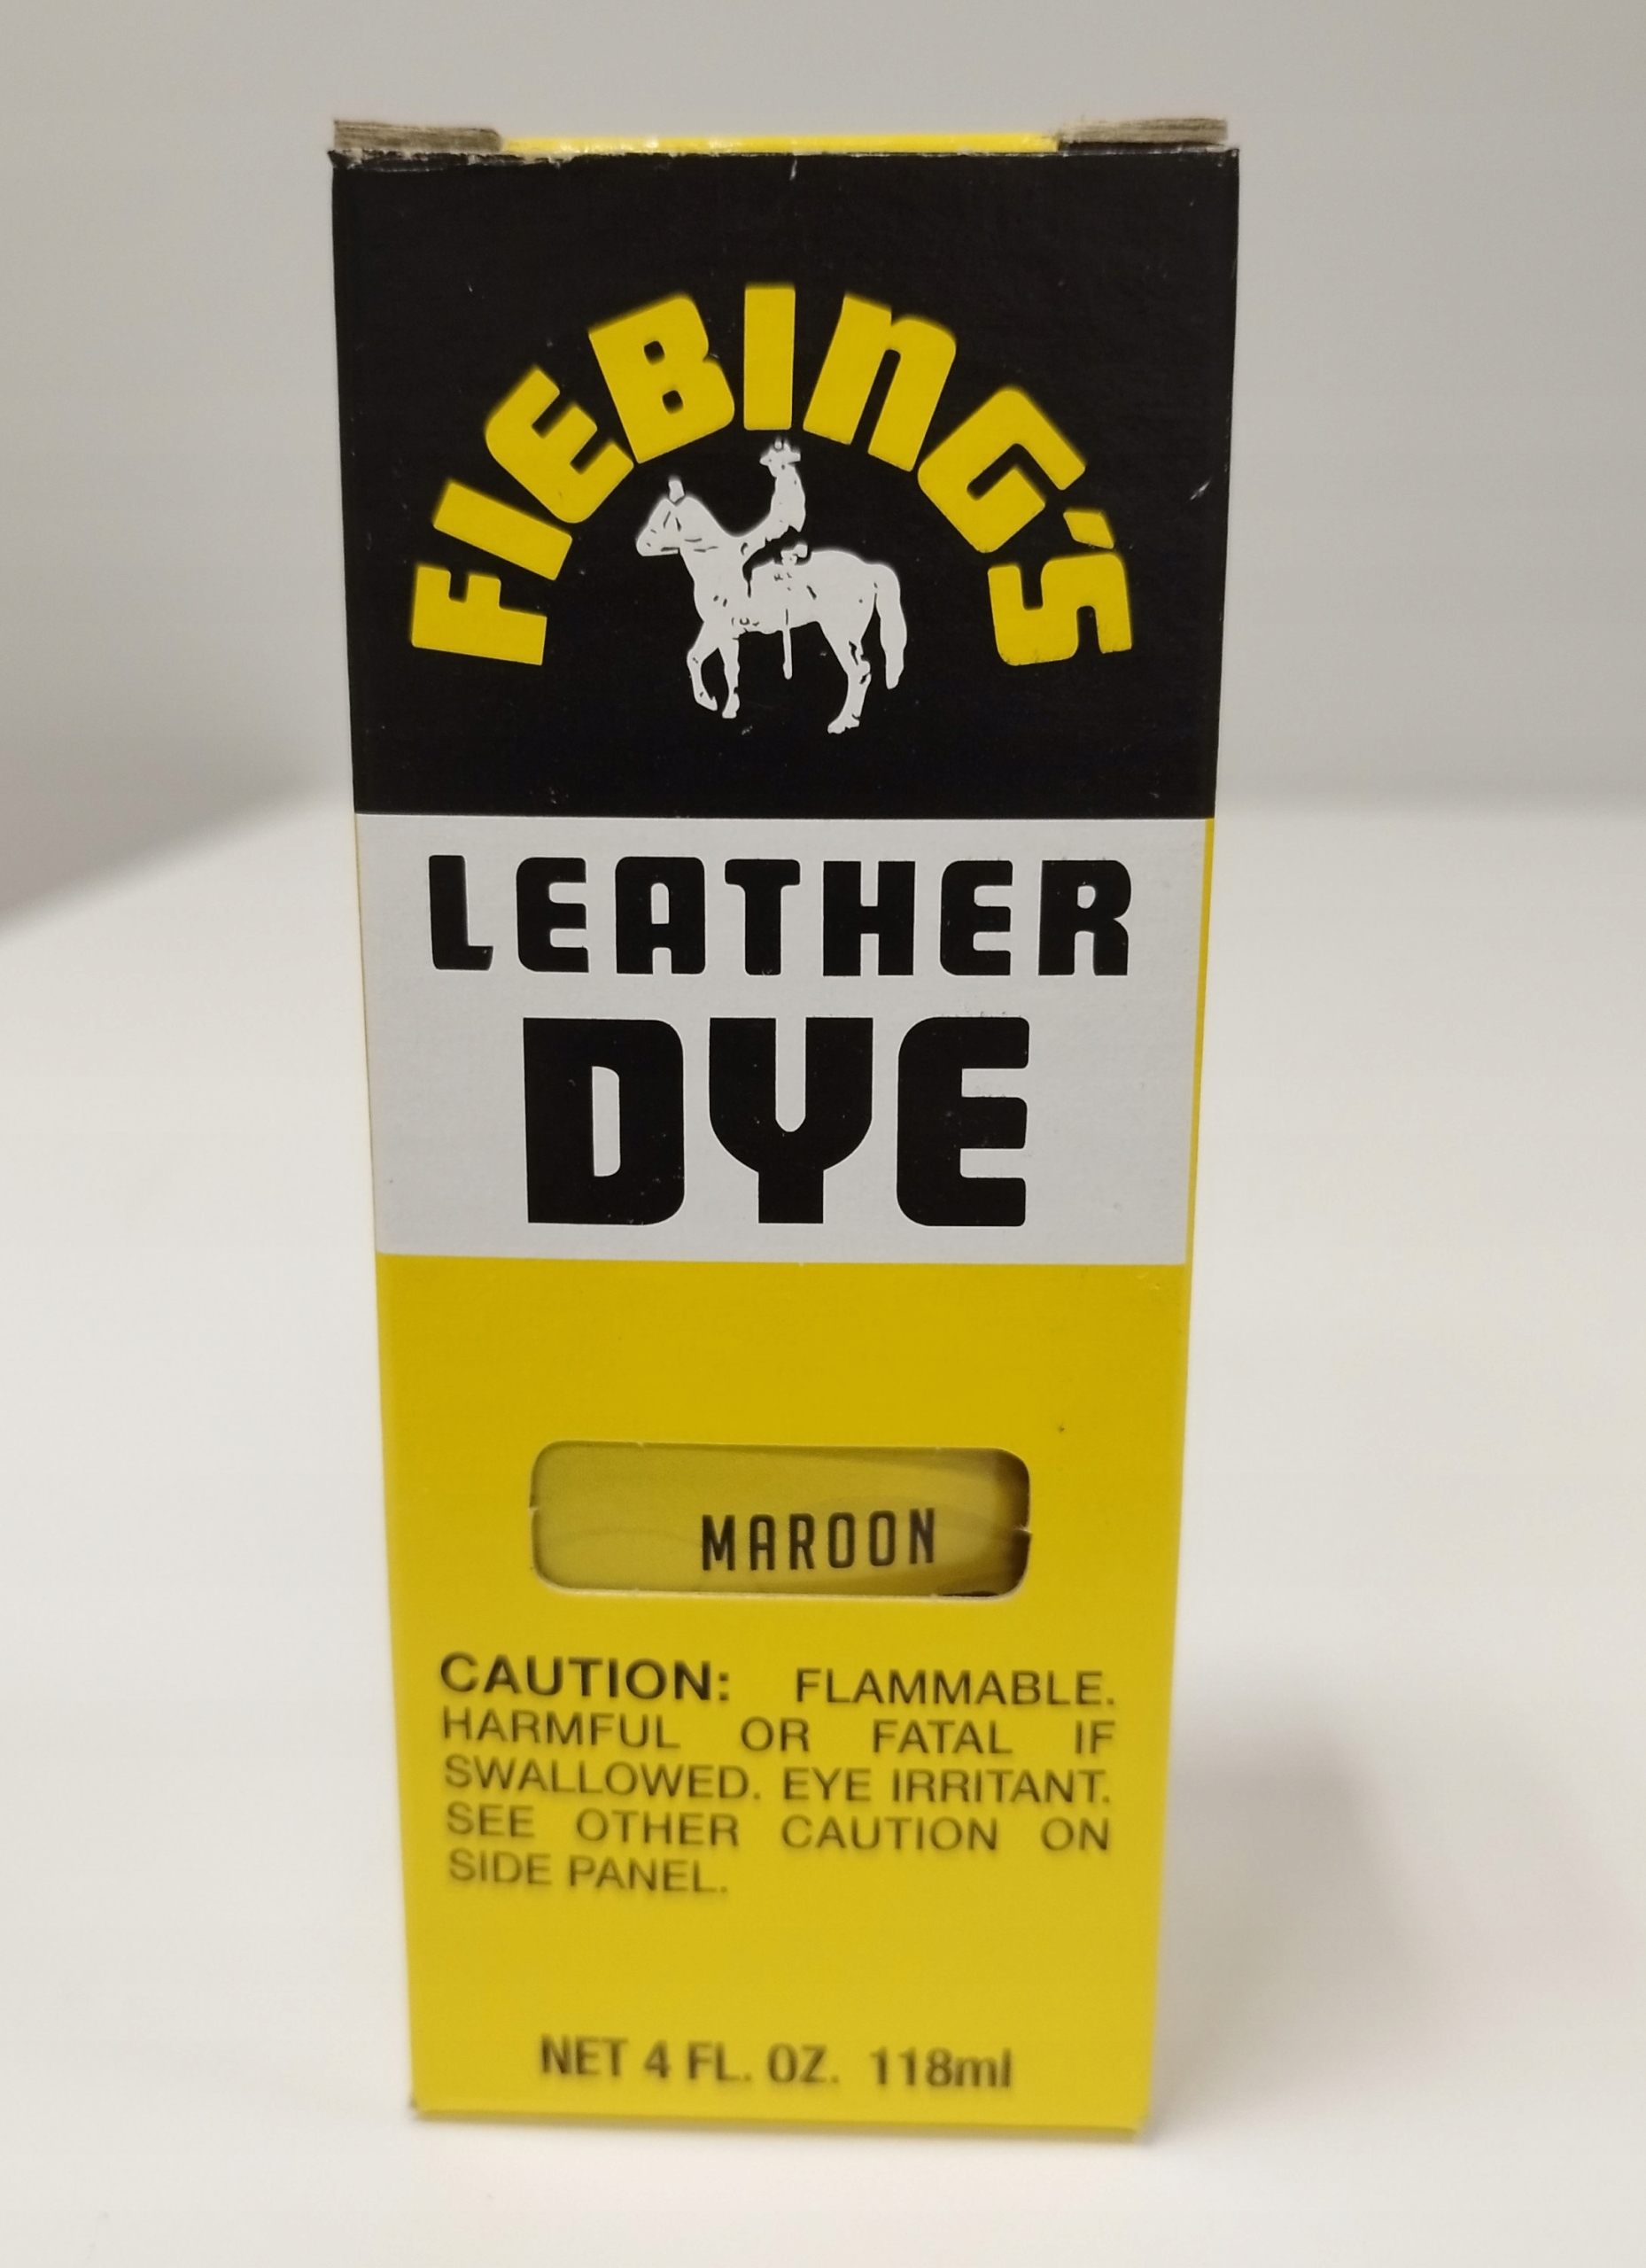 FIEBING'S
LEATHER
DYE
MAROON
CAUTION: FLAMMABLE.
HARMFUL OR FATAL IF
SWALLOWED. EYE IRRITANT.
SEE OTHER CAUTION ON
SIDE PANEL.
NET 4 FL. OZ. 118ml